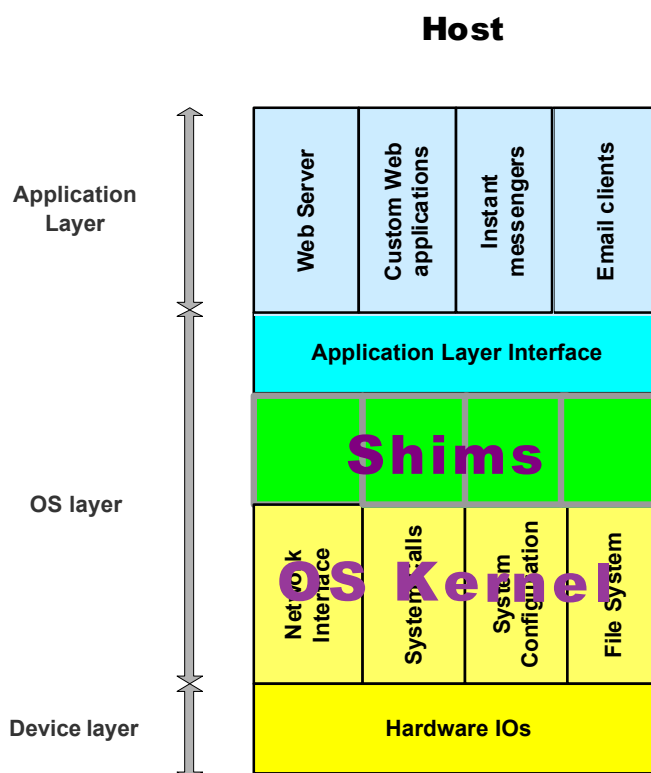 Host
Application
Layer
Web Server
Custom Web
applications
Instant
messengers
Email clients
Application Layer Interface
Shims
OS layer
OS Kernel
Network
Interface
System Calls
System
Configuration
File System
Device layer
Hardware IOs